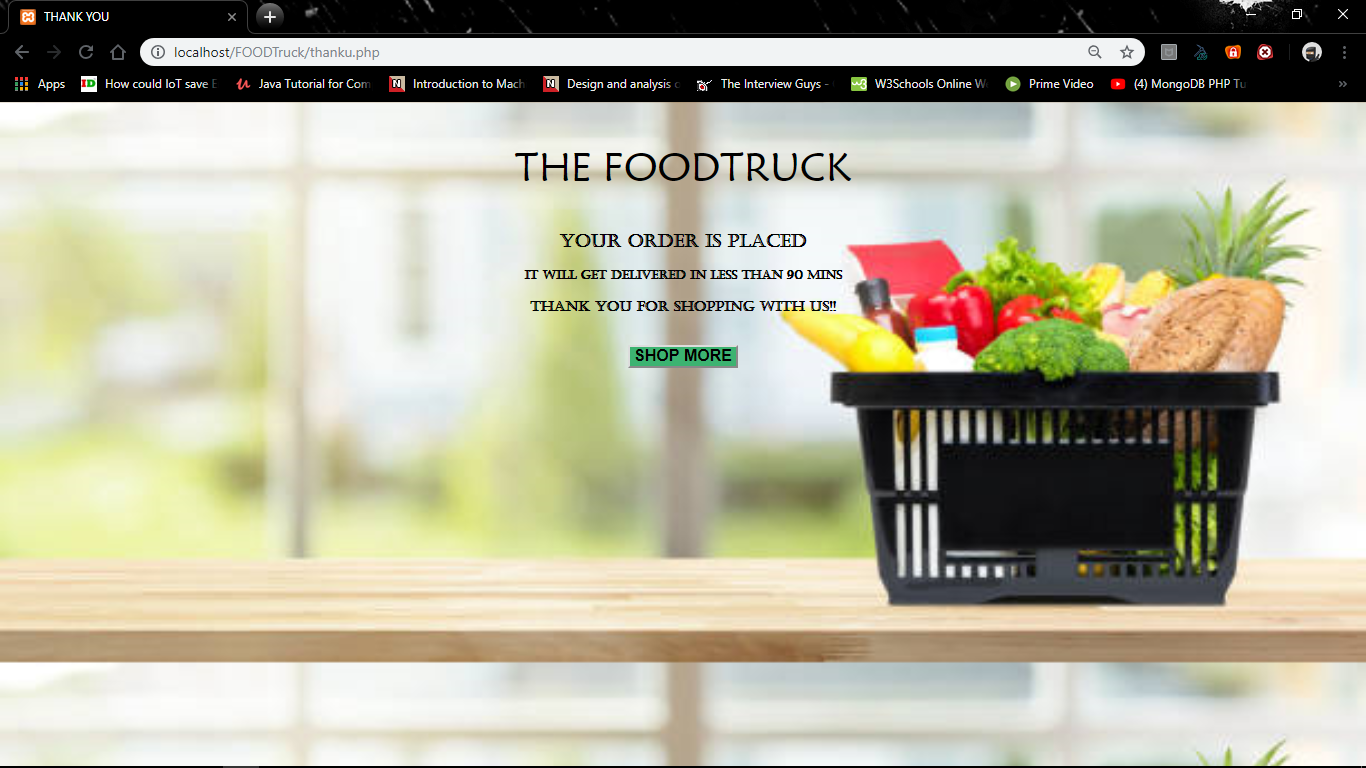 THANK YOU
localhost/FOODTruck/thanku.php
Apps
How could IoT save E
Java Tutorial for Com
Introduction to Mach
Design and analysis c
The Interview Guys -
W3Schools Online We
Prime Video
(4) MongoDB PHP Tu
THE FOODTRUCK
YOUR ORDER IS PLACED
IT WILL GET DELIVERED IN LESS THAN 90 MINS
THANK YOU FOR SHOPPING WITH US!!
SHOP MORE